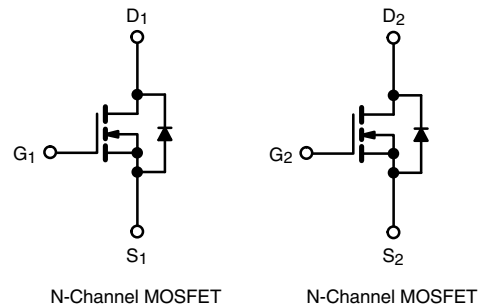 D1 D2
G1 G2
S1 S2
N-Channel MOSFET N-Channel MOSFET